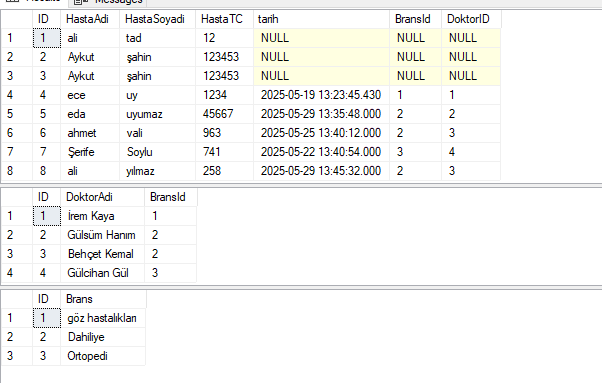 Messages
ID HastaAdi HastaSoyadi HastaTC tarih BransId DoktorID
1 1 ali tad 12 NULL NULL NULL
2 2 Aykut şahin 123453 NULL NULL NULL
3 3 Aykut şahin 123453 NULL NULL NULL
4 4 ece uy 1234 2025-05-19 13:23:45.430 1 1
5 5 eda uyumaz 45667 2025-05-29 13:35:48.000 2 2
6 6 ahmet vali 963 2025-05-25 13:40:12.000 2 3
7 7 Şerife Soylu 741 2025-05-22 13:40:54.000 3 4
8 8 ali yılmaz 258 2025-05-29 13:45:32.000 2 3
ID DoktorAdi BransId
1 1 İrem Kaya 1
2 2 Gülsüm Hanım 2
3 3 Behçet Kemal 2
4 4 Gülcihan Gül 3
ID Brans
1 1 göz hastalıkları
2 2 Dahiliye
3 3 Ortopedi